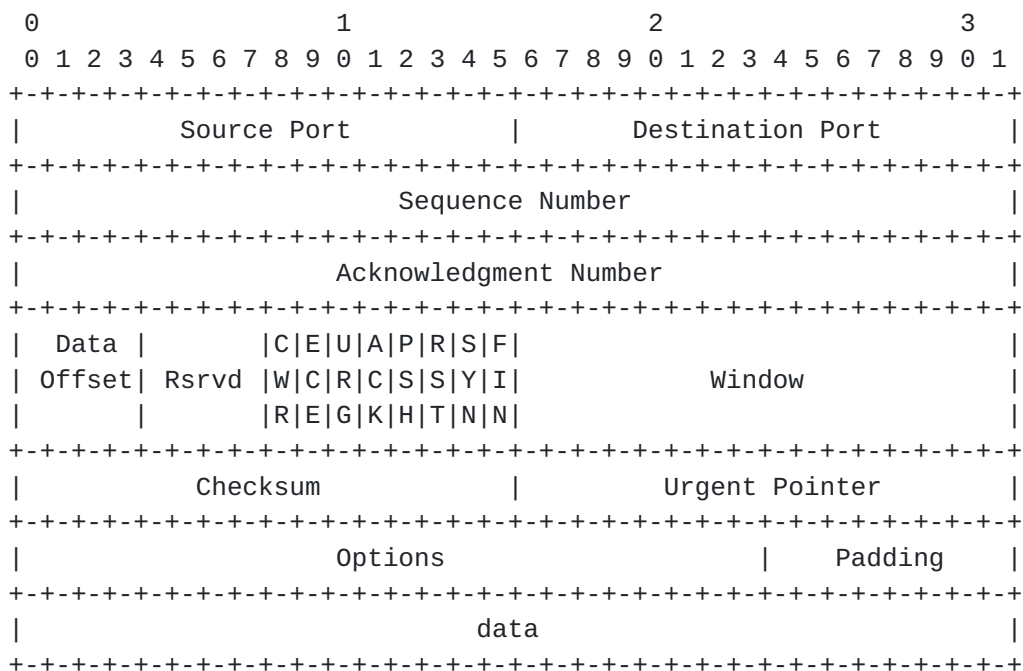 0                   1                   2                   3
 0 1 2 3 4 5 6 7 8 9 0 1 2 3 4 5 6 7 8 9 0 1 2 3 4 5 6 7 8 9 0 1
+-+-+-+-+-+-+-+-+-+-+-+-+-+-+-+-+-+-+-+-+-+-+-+-+-+-+-+-+-+-+-+-+
|          Source Port          |       Destination Port        |
+-+-+-+-+-+-+-+-+-+-+-+-+-+-+-+-+-+-+-+-+-+-+-+-+-+-+-+-+-+-+-+-+
|                        Sequence Number                        |
+-+-+-+-+-+-+-+-+-+-+-+-+-+-+-+-+-+-+-+-+-+-+-+-+-+-+-+-+-+-+-+-+
|                    Acknowledgment Number                      |
+-+-+-+-+-+-+-+-+-+-+-+-+-+-+-+-+-+-+-+-+-+-+-+-+-+-+-+-+-+-+-+-+
|  Data |       |C|E|U|A|P|R|S|F|                               |
| Offset| Rsrvd |W|C|R|C|S|S|Y|I|            Window             |
|       |       |R|E|G|K|H|T|N|N|                               |
+-+-+-+-+-+-+-+-+-+-+-+-+-+-+-+-+-+-+-+-+-+-+-+-+-+-+-+-+-+-+-+-+
|           Checksum            |         Urgent Pointer        |
+-+-+-+-+-+-+-+-+-+-+-+-+-+-+-+-+-+-+-+-+-+-+-+-+-+-+-+-+-+-+-+-+
|                    Options                    |    Padding    |
+-+-+-+-+-+-+-+-+-+-+-+-+-+-+-+-+-+-+-+-+-+-+-+-+-+-+-+-+-+-+-+-+
|                             data                              |
+-+-+-+-+-+-+-+-+-+-+-+-+-+-+-+-+-+-+-+-+-+-+-+-+-+-+-+-+-+-+-+-+